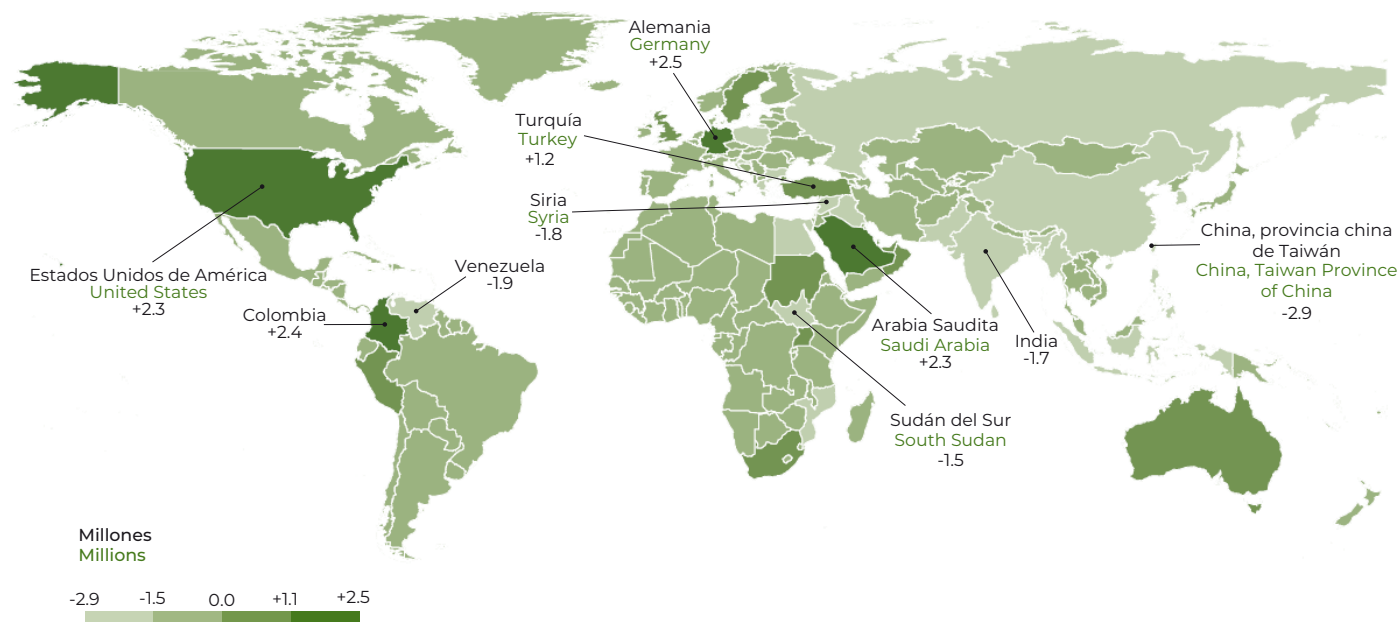 Alemania
Germany
+2.5
Turquía
Turkey
+1.2
Siria
Syria
-1.8
China, provincia china
de Taiwán
China, Taiwan Province
of China
-2.9
Estados Unidos de América
United States
+2.3
Venezuela
-1.9
Colombia
+2.4
Arabia Saudita
Saudi Arabia
+2.3
India
-1.7
Sudán del Sur
South Sudan
-1.5
Millones
Millions
-2.9 -1.5 0.0 +1.1 +2.5